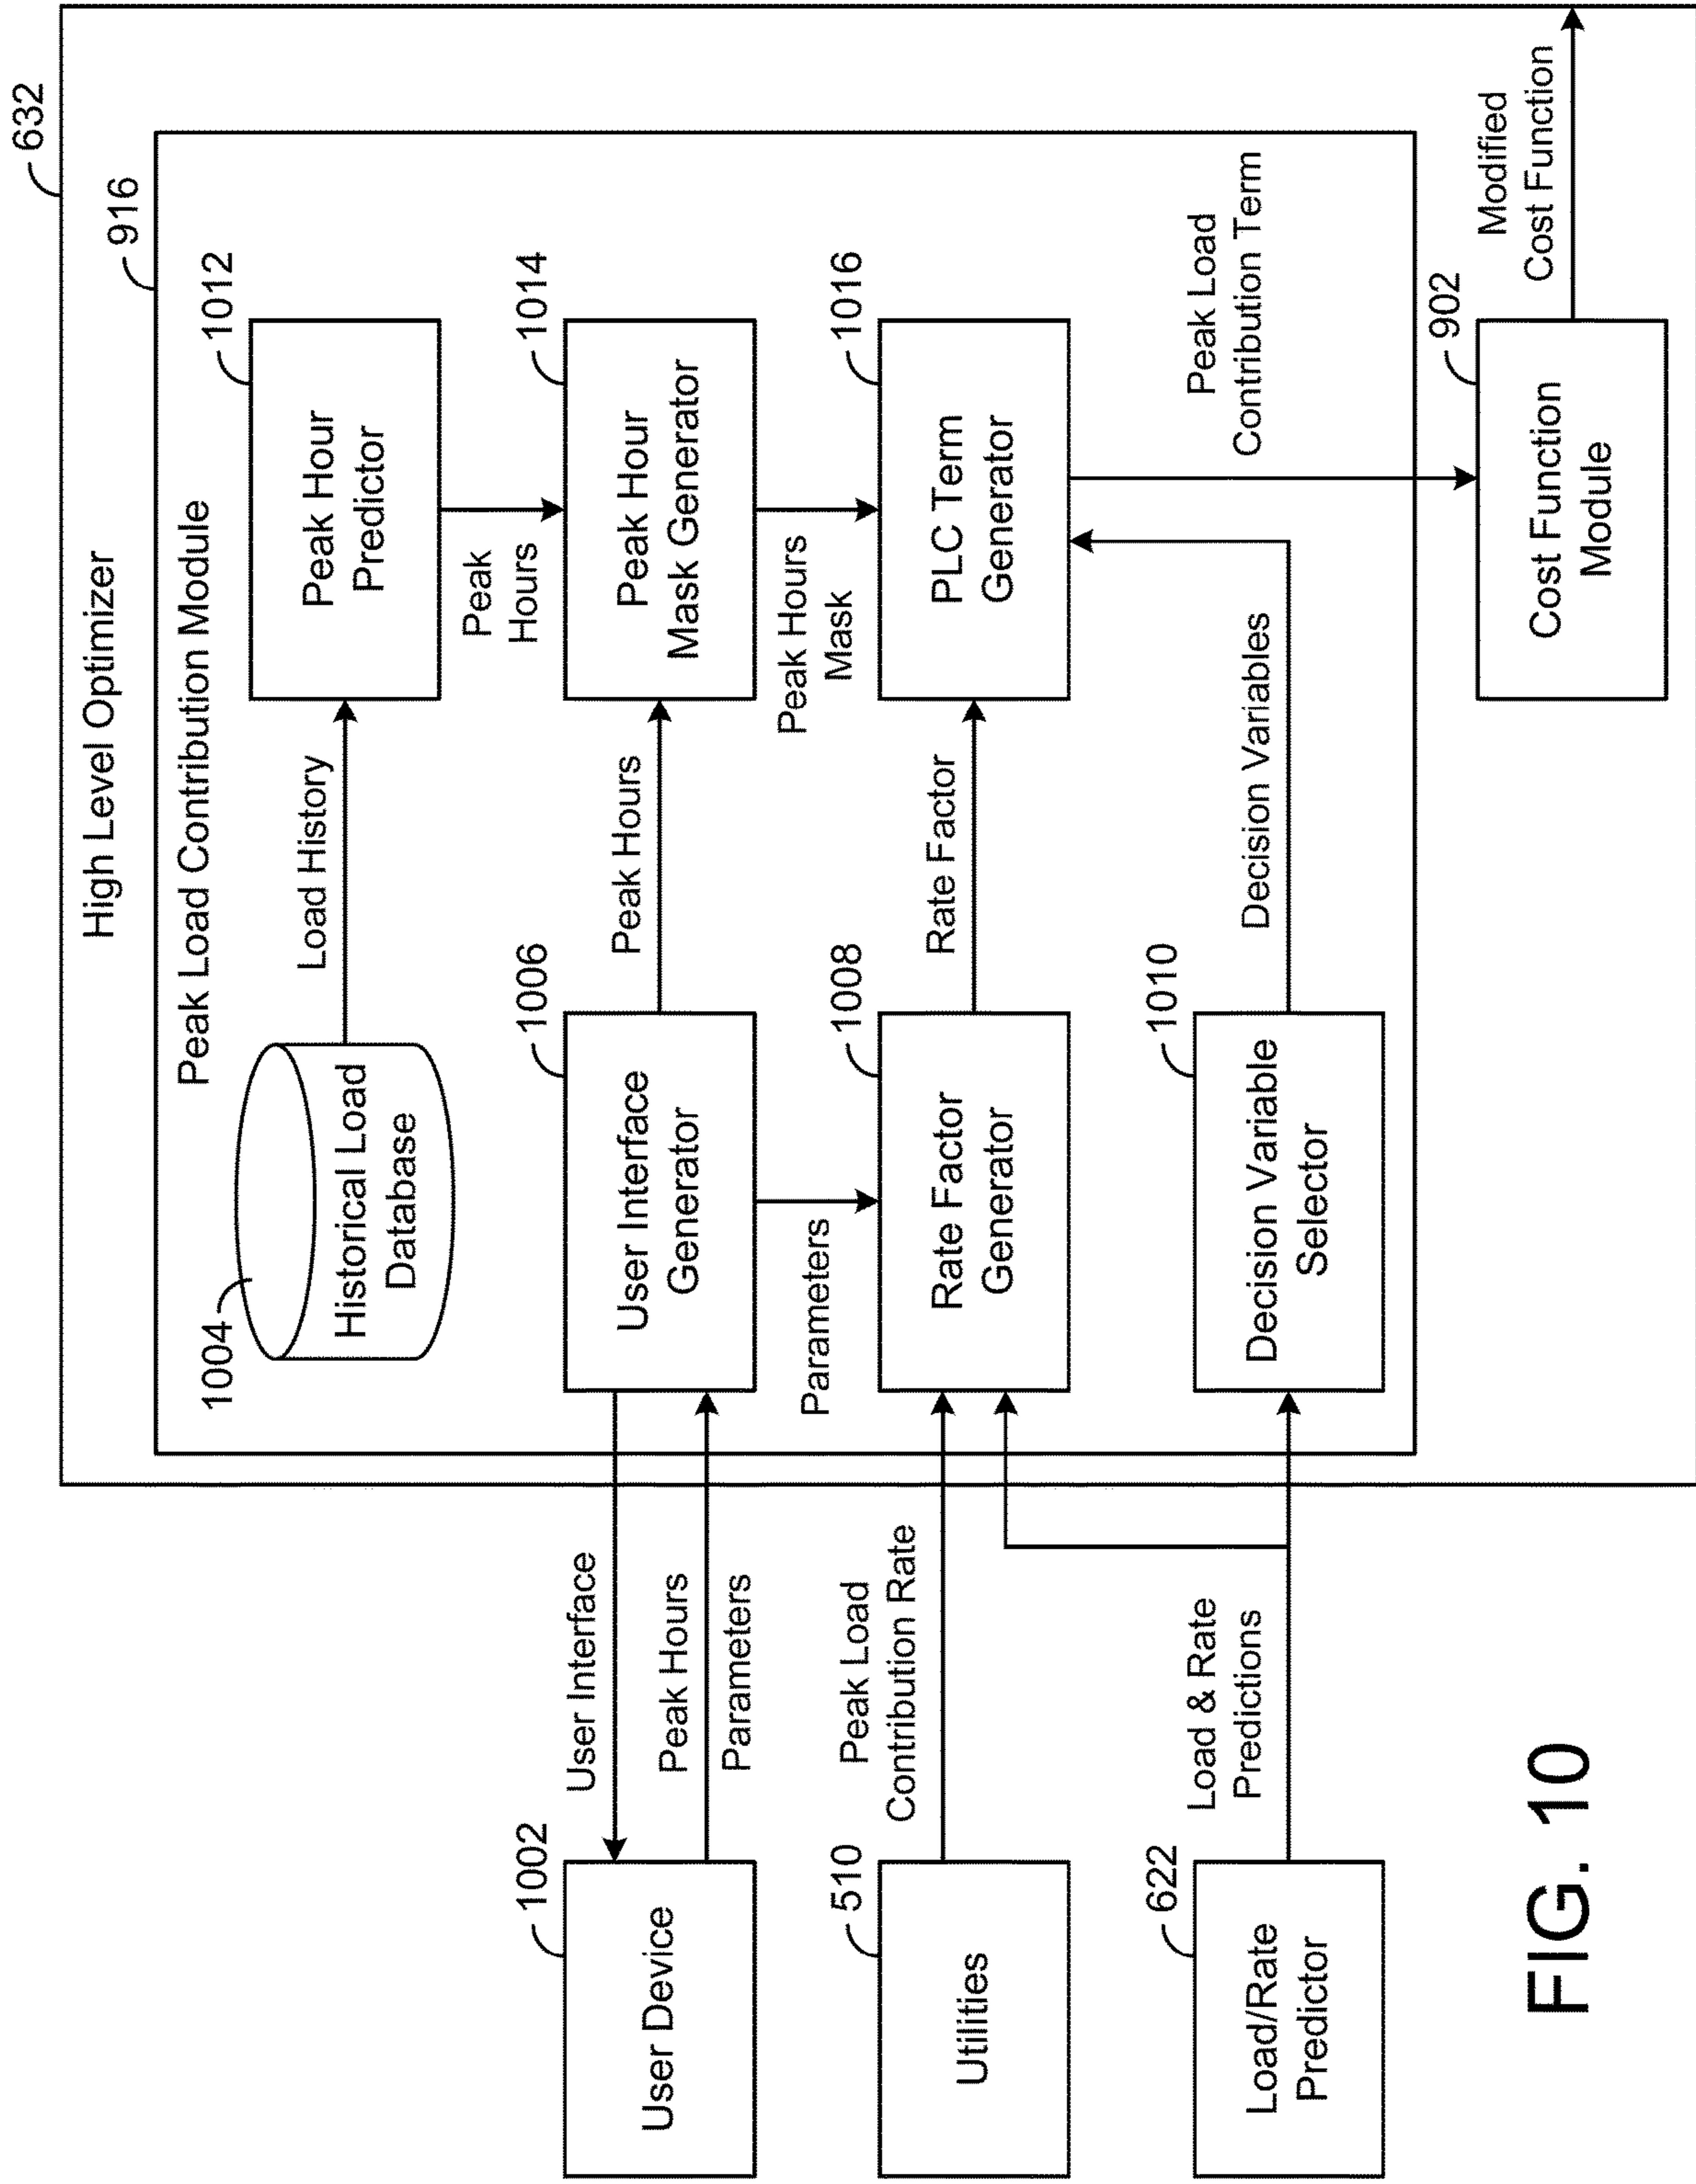 632
High Level Optimizer
916
Peak Load Contribution Module
1004
Historical Load
Database
Load History
1012
Peak Hour
Predictor
Peak
Hours
1002
User Device
User Interface
Peak Hours
Parameters
1006
User Interface
Generator
Peak Hours
1014
Peak Hour
Mask Generator
Parameters
Peak Hours
Mask
510
Utilities
Peak Load
Contribution Rate
1008
Rate Factor
Generator
Rate Factor
1016
PLC Term
Generator
622
Load/Rate
Predictor
Load & Rate
Predictions
1010
Decision Variable
Selector
Decision Variables
Peak Load
Contribution Term
902
Cost Function
Module
Modified
Cost Function
FIG. 10